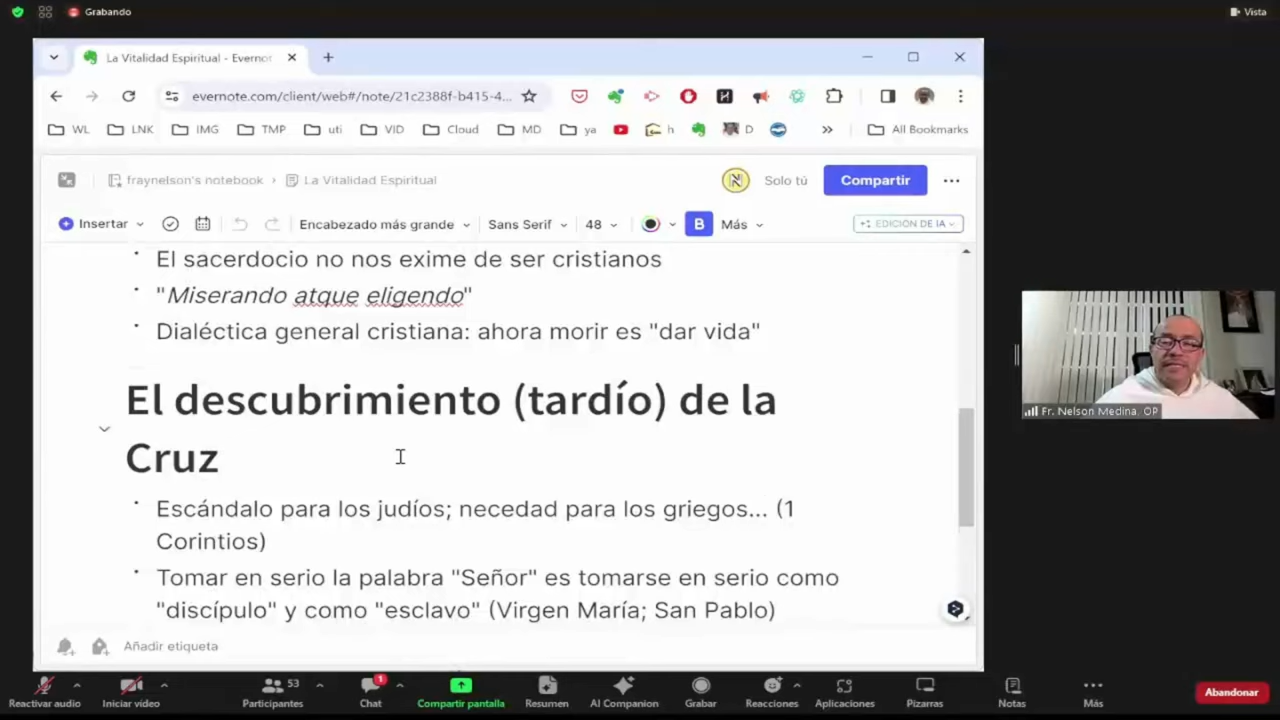 Grabando
Vista
La Vitalidad Espiritual - Evernot
evernote.com/client/web#/note/21c2388f-b415-4...
WL LNK IMG TMP uti VID Cloud MD ya h D » All Bookmarks
fraynelson's notebook > La Vitalidad Espiritual Solo tú Compartir
Insertar Encabezado más grande Sans Serif 48 B Más EDICIÓN DE IA
El sacerdocio no nos exime de ser cristianos
"Miserando atque eligendo"
Dialéctica general cristiana: ahora morir es "dar vida"
El descubrimiento (tardío) de la
Cruz
Escándalo para los judíos; necedad para los griegos... (1
Corintios)
Tomar en serio la palabra "Señor" es tomarse en serio como
"discípulo" y como "esclavo" (Virgen María; San Pablo)
Añadir etiqueta
Fr. Nelson Medina, OP
53 1
Reactivar audio Iniciar vídeo Participantes Chat Compartir pantalla Resumen AI Companion Grabar Reacciones Aplicaciones Pizarras Notas Más Abandonar